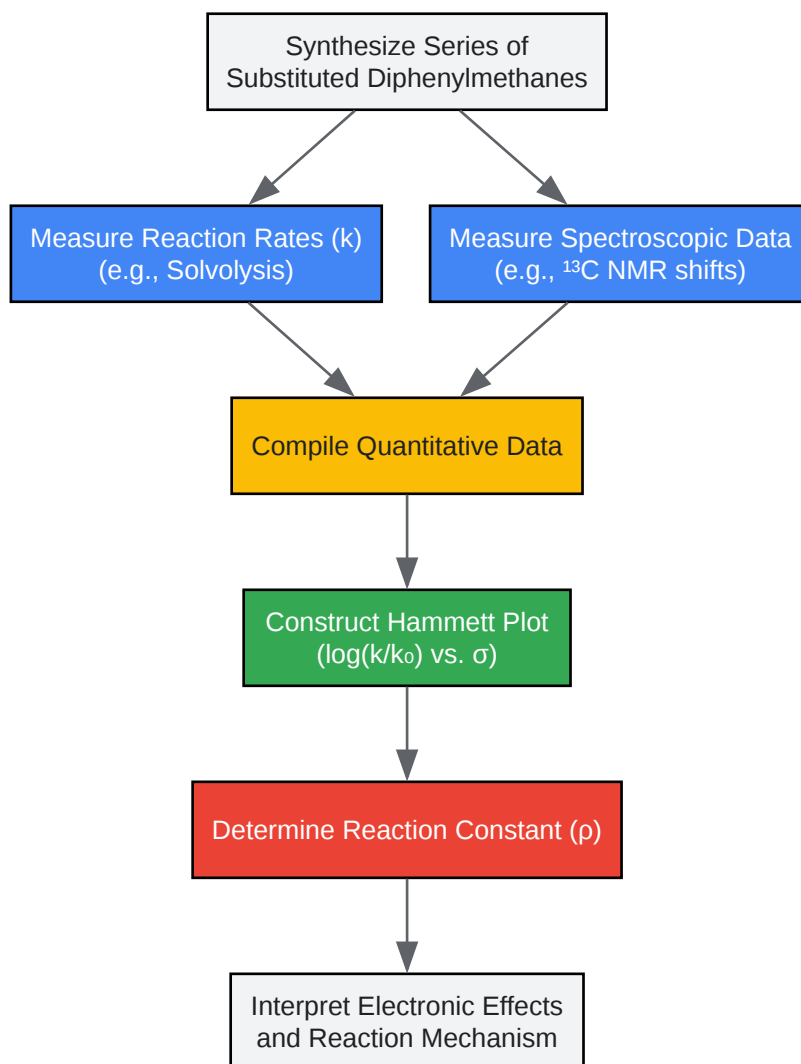 Synthesize Series of
Substituted Diphenylmethanes
Measure Reaction Rates (k)
(e.g., Solvolysis)
Measure Spectroscopic Data
(e.g., ¹³C NMR shifts)
Compile Quantitative Data
Construct Hammett Plot
(log(k/k₀) vs. σ)
Determine Reaction Constant (ρ)
Interpret Electronic Effects
and Reaction Mechanism